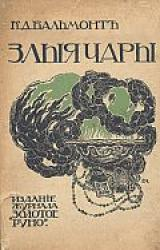 К.Д.БАЛЬМОНТЪ
ЗЛЫЯ ЧАРЫ
ИЗДАНІЕ
ЖУРНАЛА
ЗОЛОТОЕ
РУНО.